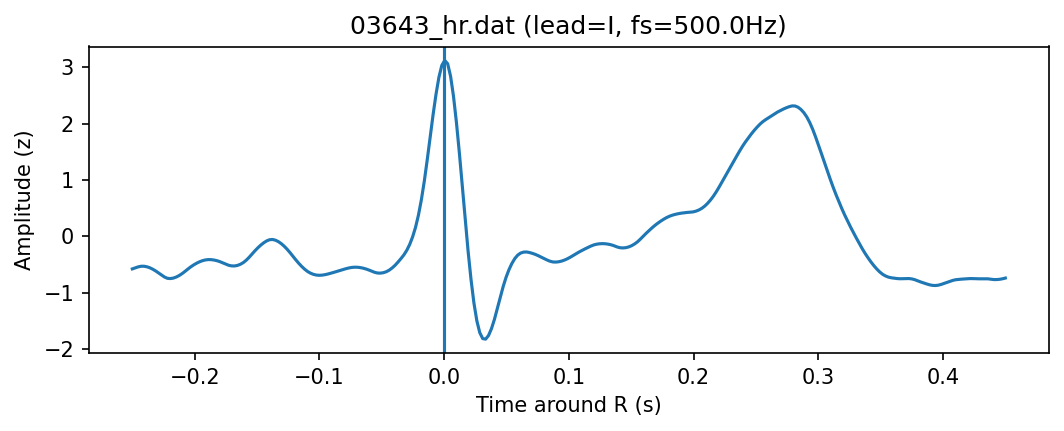 03643_hr.dat (lead=I, fs=500.0Hz)
Amplitude (z)
3
2
1
0
−1
−2
−0.2 −0.1 0.0 0.1 0.2 0.3 0.4
Time around R (s)